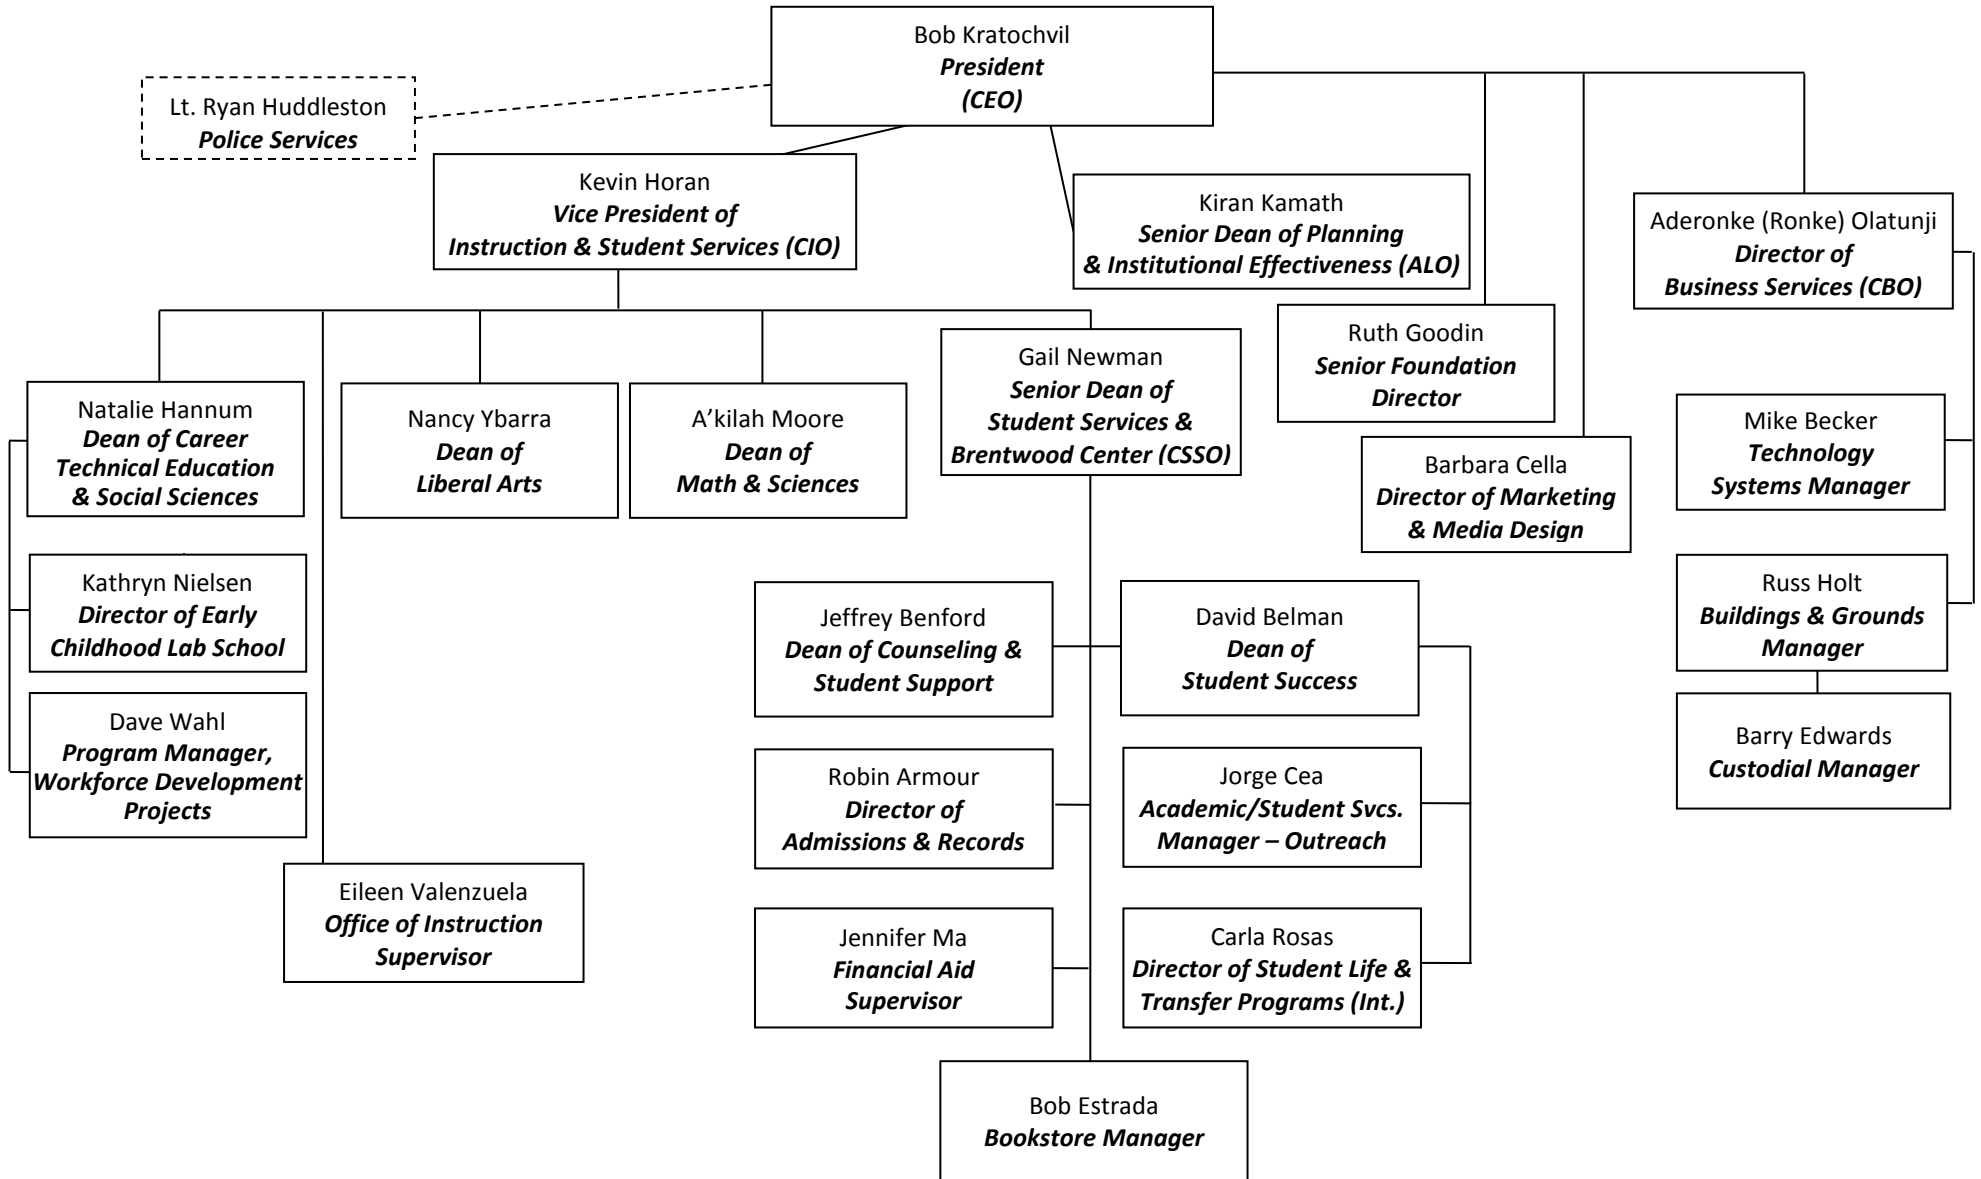 Bob Kratochvil
President
(CEO)
Lt. Ryan Huddleston
Police Services
Kevin Horan
Vice President of
Instruction & Student Services (CIO)
Kiran Kamath
Senior Dean of Planning
& Institutional Effectiveness (ALO)
Aderonke (Ronke) Olatunji
Director of
Business Services (CBO)
Ruth Goodin
Senior Foundation
Director
Gail Newman
Senior Dean of
Student Services &
Brentwood Center (CSSO)
Natalie Hannum
Dean of Career
Technical Education
& Social Sciences
Nancy Ybarra
Dean of
Liberal Arts
A’kilah Moore
Dean of
Math & Sciences
Barbara Cella
Director of Marketing
& Media Design
Mike Becker
Technology
Systems Manager
Kathryn Nielsen
Director of Early
Childhood Lab School
Jeffrey Benford
Dean of Counseling &
Student Support
David Belman
Dean of
Student Success
Russ Holt
Buildings & Grounds
Manager
Dave Wahl
Program Manager,
Workforce Development
Projects
Robin Armour
Director of
Admissions & Records
Jorge Cea
Academic/Student Svcs.
Manager – Outreach
Barry Edwards
Custodial Manager
Eileen Valenzuela
Office of Instruction
Supervisor
Jennifer Ma
Financial Aid
Supervisor
Carla Rosas
Director of Student Life &
Transfer Programs (Int.)
Bob Estrada
Bookstore Manager